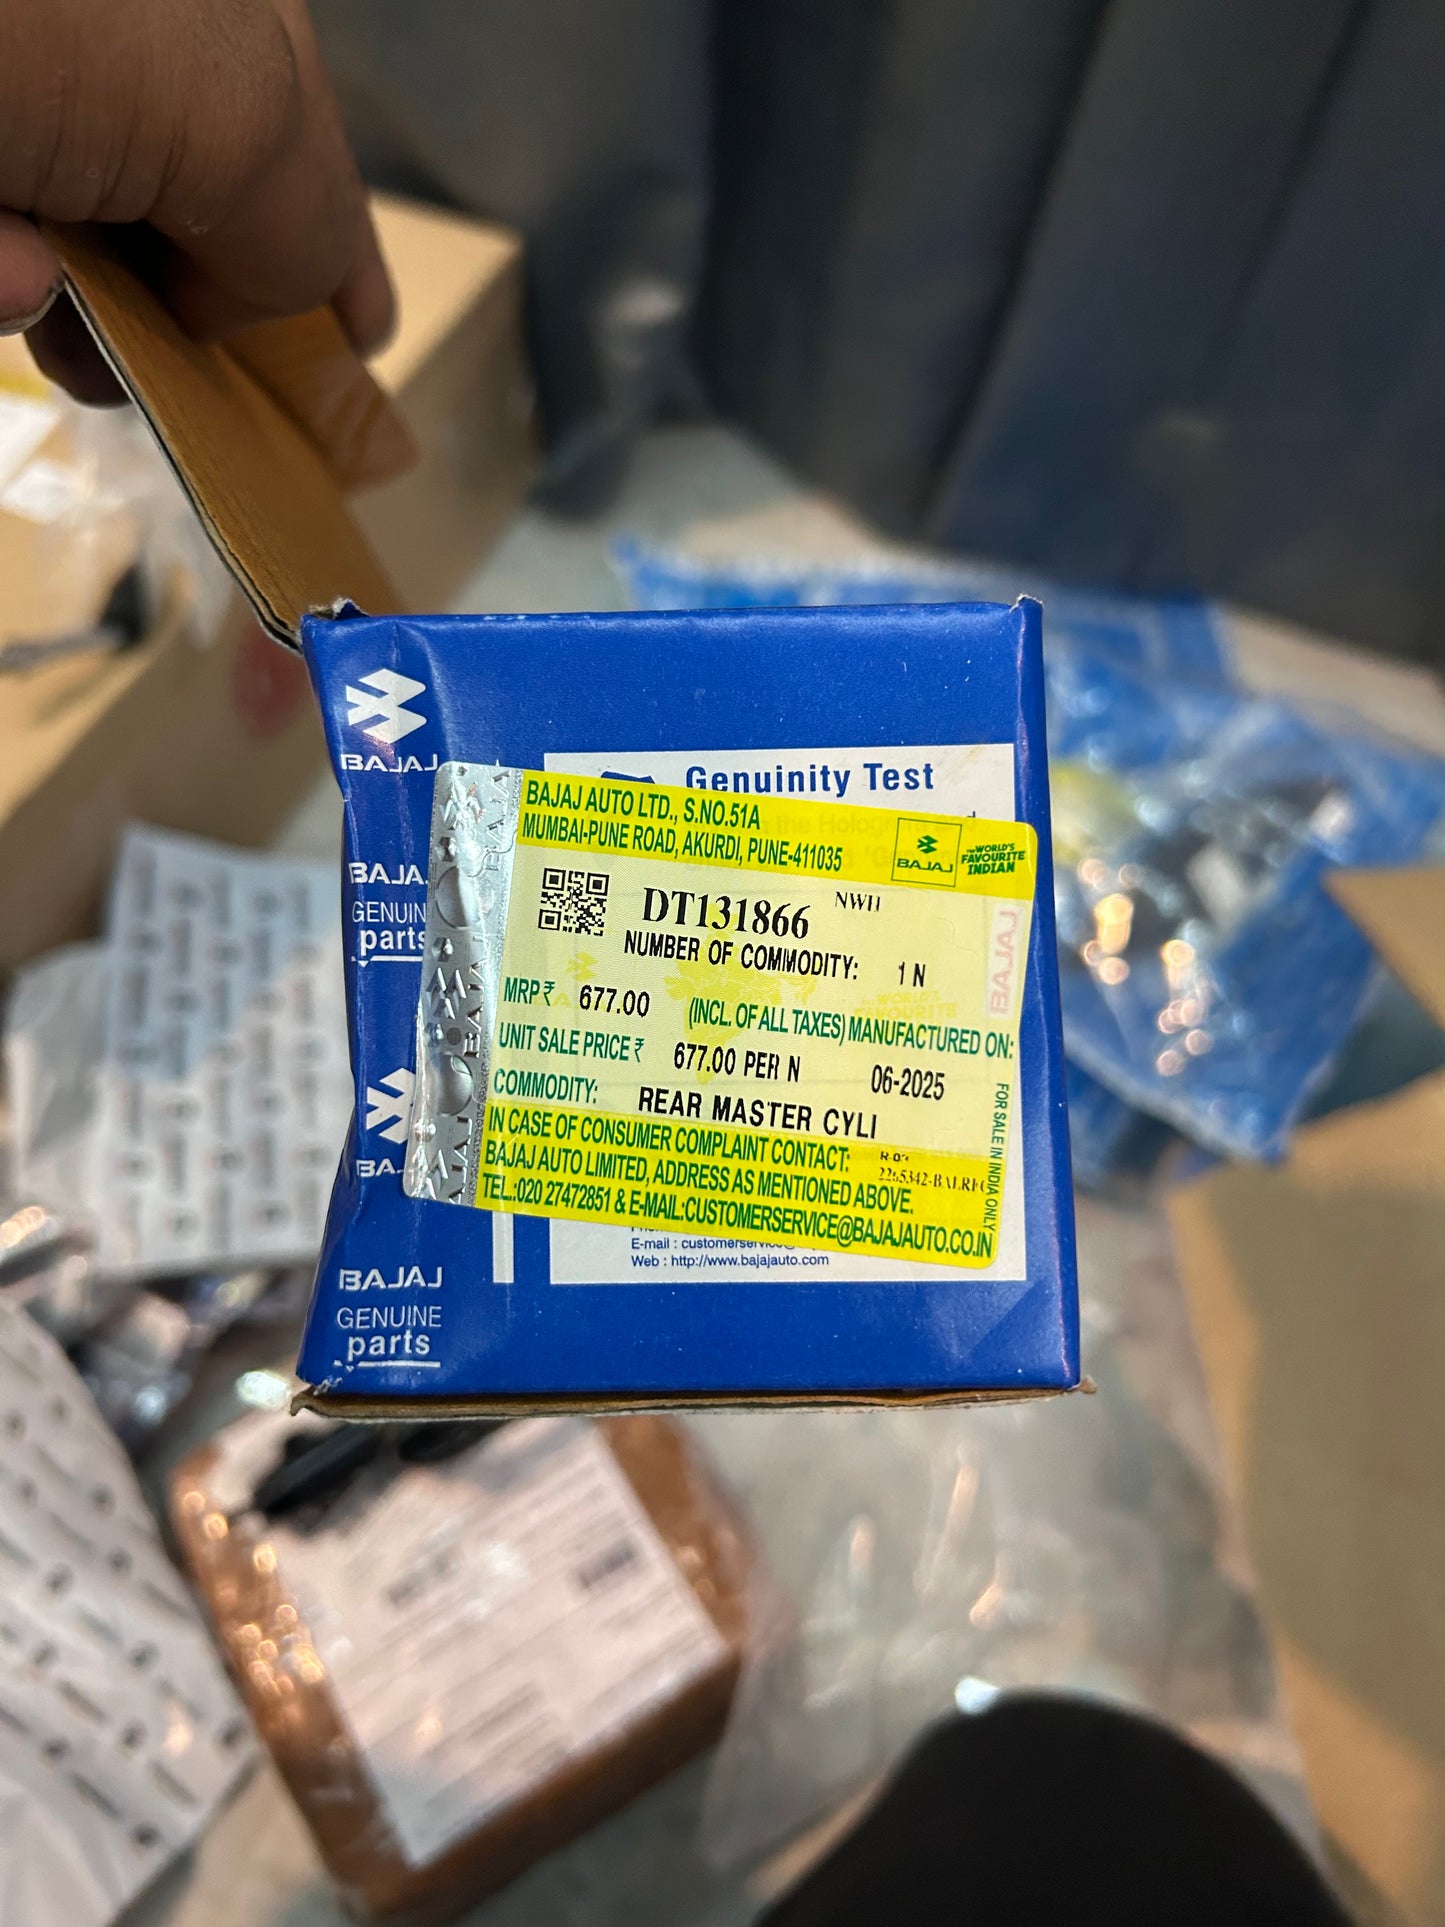 BAJAJ
Genuinity Test
BAJAJ AUTO LTD., S.NO.51A
MUMBAI-PUNE ROAD, AKURDI, PUNE-411035
BAJAJ
THE WORLD'S
FAVOURITE
INDIAN
BAJAJ
GENUINE
parts
DT131866
NUMBER OF COMMODITY: 1 N
MRP ₹ 677.00 (INCL. OF ALL TAXES) MANUFACTURED ON:
UNIT SALE PRICE ₹ 677.00 PER N 06-2025
COMMODITY: REAR MASTER CYLI
IN CASE OF CONSUMER COMPLAINT CONTACT:
BAJAJ AUTO LIMITED, ADDRESS AS MENTIONED ABOVE.
TEL.:020 27472851 & E-MAIL:CUSTOMERSERVICE@BAJAJAUTO.CO.IN
FOR SALE IN INDIA ONLY
BAJAJ
E-mail :
Web : http://www.bajajauto.com
BAJAJ
GENUINE
parts